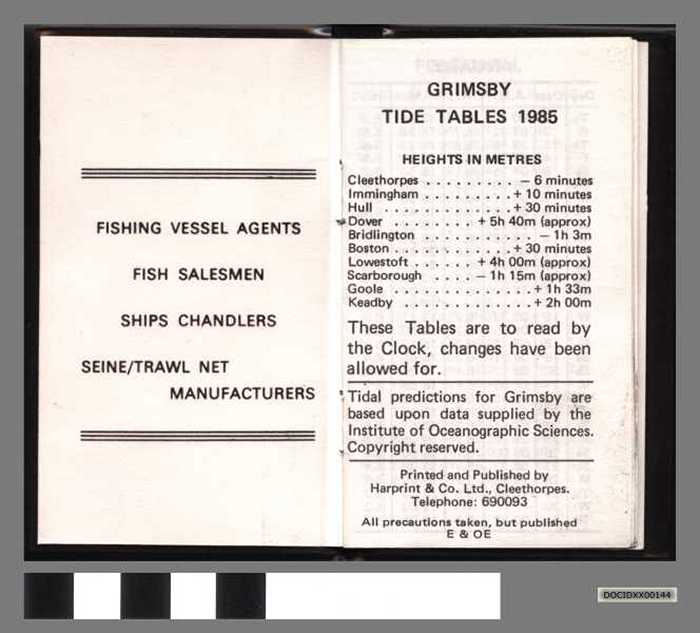 FISHING VESSEL AGENTS
FISH SALESMEN
SHIPS CHANDLERS
SEINE/TRAWL NET
MANUFACTURERS
GRIMSBY
TIDE TABLES 1985
HEIGHTS IN METRES
Cleethorpes . . . . . . . . . – 6 minutes
Immingham . . . . . . . . . + 10 minutes
Hull . . . . . . . . . . . . . + 30 minutes
Dover . . . . . . . . + 5h 40m (approx)
Bridlington . . . . . . . . . . . . – 1h 3m
Boston . . . . . . . . . . . . + 30 minutes
Lowestoft . . . . . . + 4h 00m (approx)
Scarborough . . . . – 1h 15m (approx)
Goole . . . . . . . . . . . . . . + 1h 33m
Keadby . . . . . . . . . . . . . + 2h 00m
These Tables are to read by
the Clock, changes have been
allowed for.
Tidal predictions for Grimsby are
based upon data supplied by the
Institute of Oceanographic Sciences.
Copyright reserved.
Printed and Published by
Harprint & Co. Ltd., Cleethorpes.
Telephone: 690093
All precautions taken, but published
E & OE
DOCIDXX00144